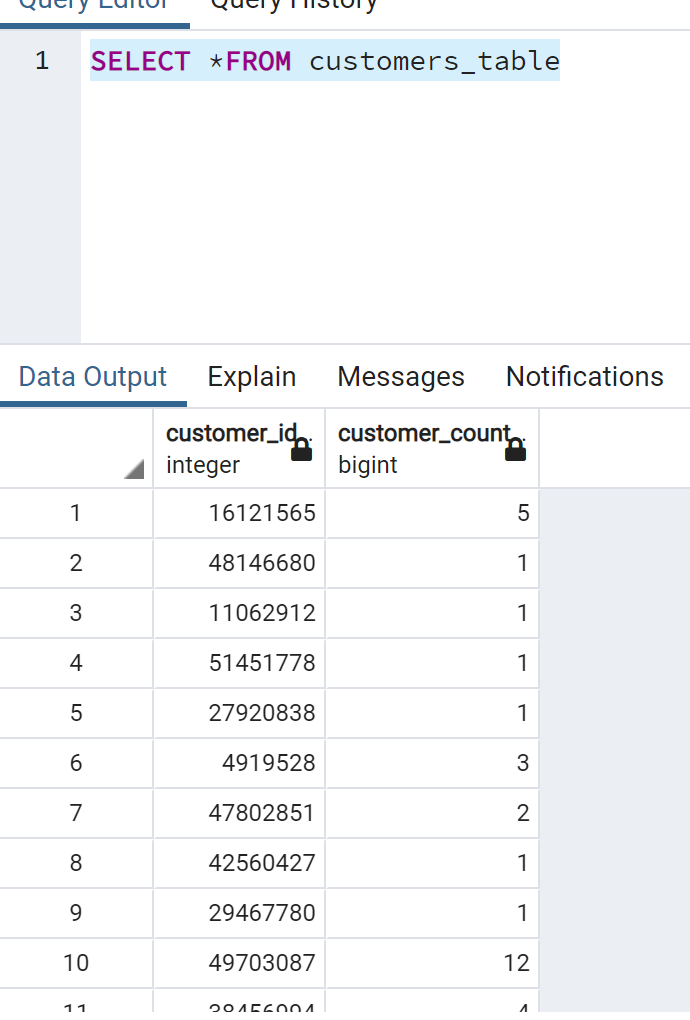 Query Editor Query History
1 SELECT *FROM customers_table
Data Output Explain Messages Notifications
customer_id. customer_count.
integer bigint
1 16121565 5
2 48146680 1
3 11062912 1
4 51451778 1
5 27920838 1
6 4919528 3
7 47802851 2
8 42560427 1
9 29467780 1
10 49703087 12
11 38456994 4